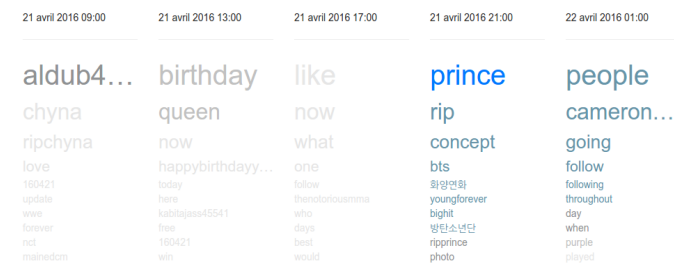 21 avril 2016 09:00
aldub4…
chyna
ripchyna
love
160421
update
wwe
forever
nct
mainedcm
21 avril 2016 13:00
birthday
queen
now
happybirthdayy…
today
here
kabilajass45541
free
160421
win
21 avril 2016 17:00
like
now
what
one
follow
thenotoriousmma
who
days
best
would
21 avril 2016 21:00
prince
rip
concept
bts
화양연화
youngforever
bighit
방탄소년단
ripprince
photo
22 avril 2016 01:00
people
cameron…
going
follow
following
throughout
day
when
purple
played